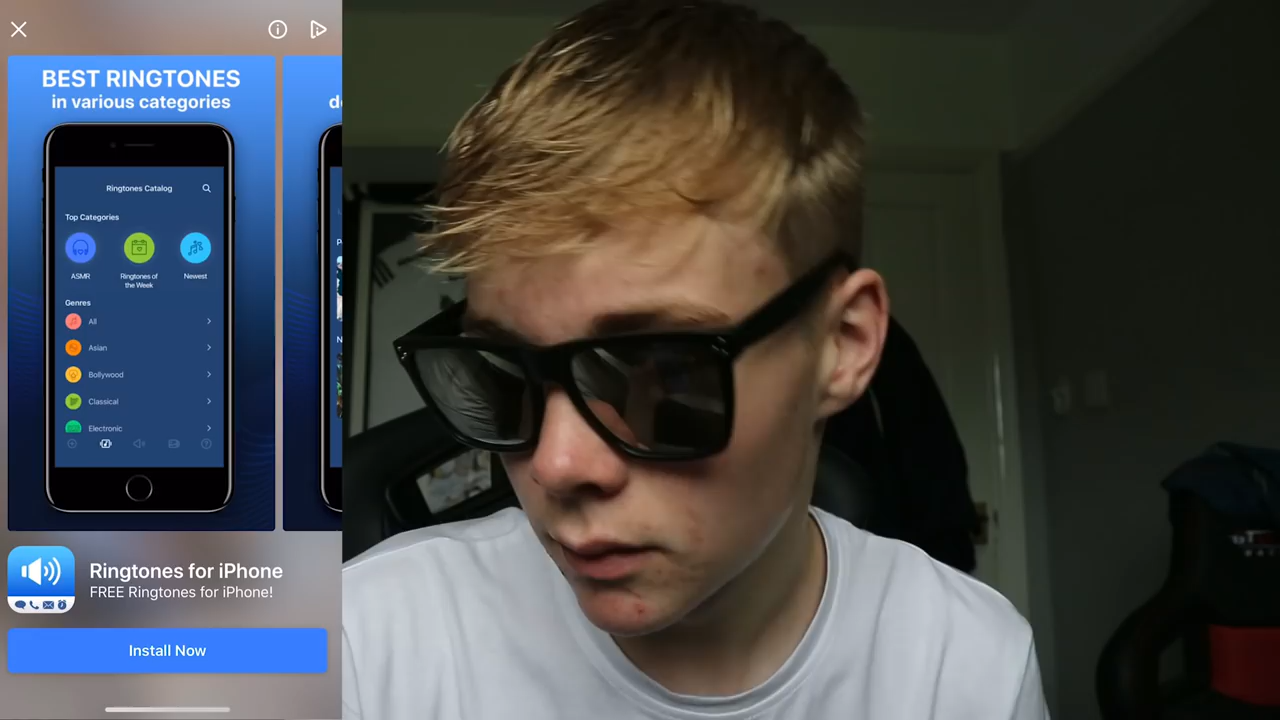 BEST RINGTONES
in various categories
Ringtones Catalog
Top Categories
ASMR
Ringtones of
the Week
Newest
Genres
All
Asian
Bollywood
Classical
Electronic
Ringtones for iPhone
FREE Ringtones for iPhone!
Install Now